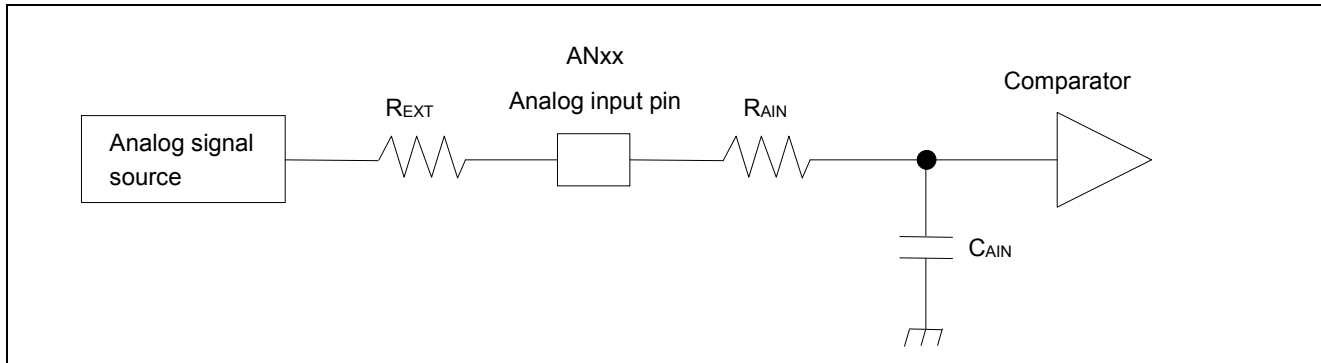 ANxx
Analog input pin
Comparator
REXT
RAIN
Analog signal
source
CAIN